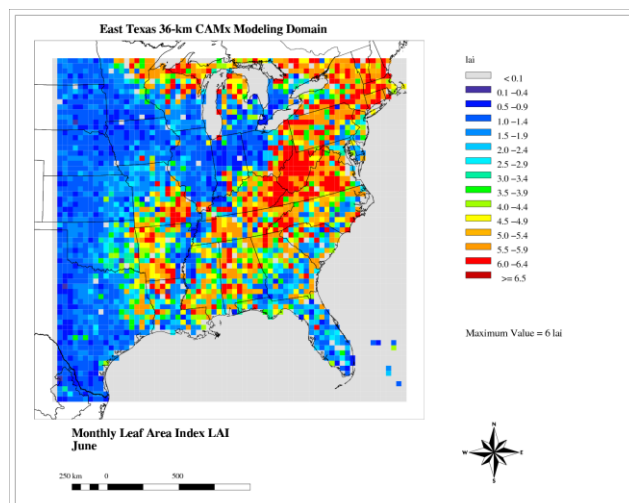 East Texas 36-km CAMx Modeling Domain
lai
< 0.1
0.1 –0.4
0.5 –0.9
1.0 –1.4
1.5 –1.9
2.0 –2.4
2.5 –2.9
3.0 –3.4
3.5 –3.9
4.0 –4.4
4.5 –4.9
5.0 –5.4
5.5 –5.9
6.0 –6.4
>= 6.5
Maximum Value = 6 lai
Monthly Leaf Area Index LAI
June
250 km 0 500
N
W E
S